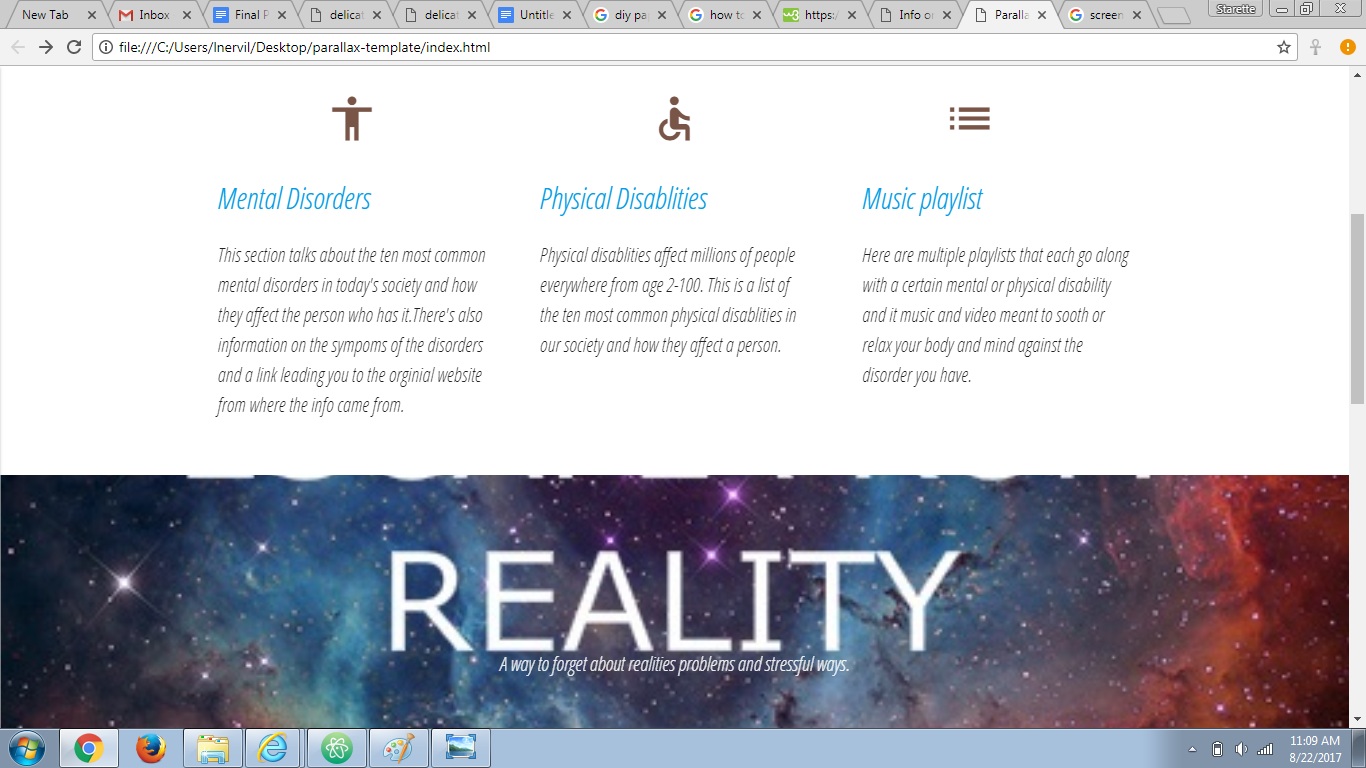 New Tab
Inbox
Final P
delicat
delicat
Untitle
diy pa
how to
https:/
Info o
Paralla
screen
Starette
file:///C:/Users/lnervil/Desktop/parallax-template/index.html
Mental Disorders
This section talks about the ten most common
mental disorders in today's society and how
they affect the person who has it.There's also
information on the sympoms of the disorders
and a link leading you to the orginial website
from where the info came from.
Physical Disablities
Physical disablities affect millions of people
everywhere from age 2-100. This is a list of
the ten most common physical disablities in
our society and how they affect a person.
Music playlist
Here are multiple playlists that each go along
with a certain mental or physical disability
and it music and video meant to sooth or
relax your body and mind against the
disorder you have.
REALITY
A way to forget about realities problems and stressful ways.
11:09 AM
8/22/2017